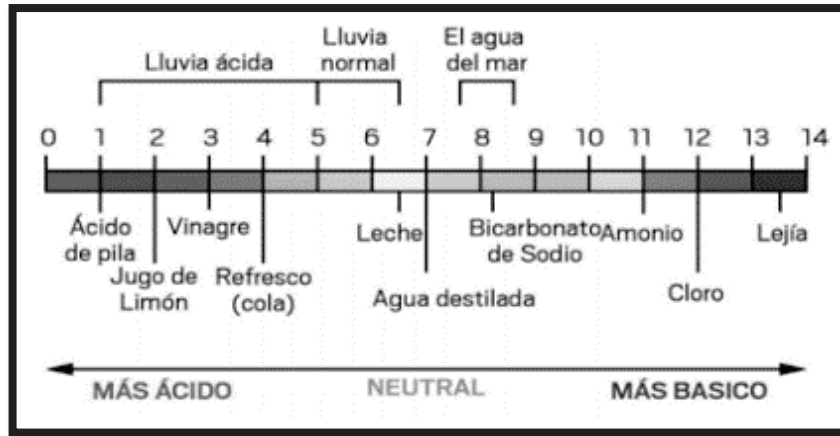 Lluvia ácida
Lluvia
normal
El agua
del mar
0 1 2 3 4 5 6 7 8 9 10 11 12 13 14
Ácido
de pila
Jugo de
Limón
Vinagre
Refresco
(cola)
Leche
Agua destilada
Bicarbonato
de Sodio
Amonio
Cloro
Lejía
MÁS ÁCIDO NEUTRAL MÁS BASICO